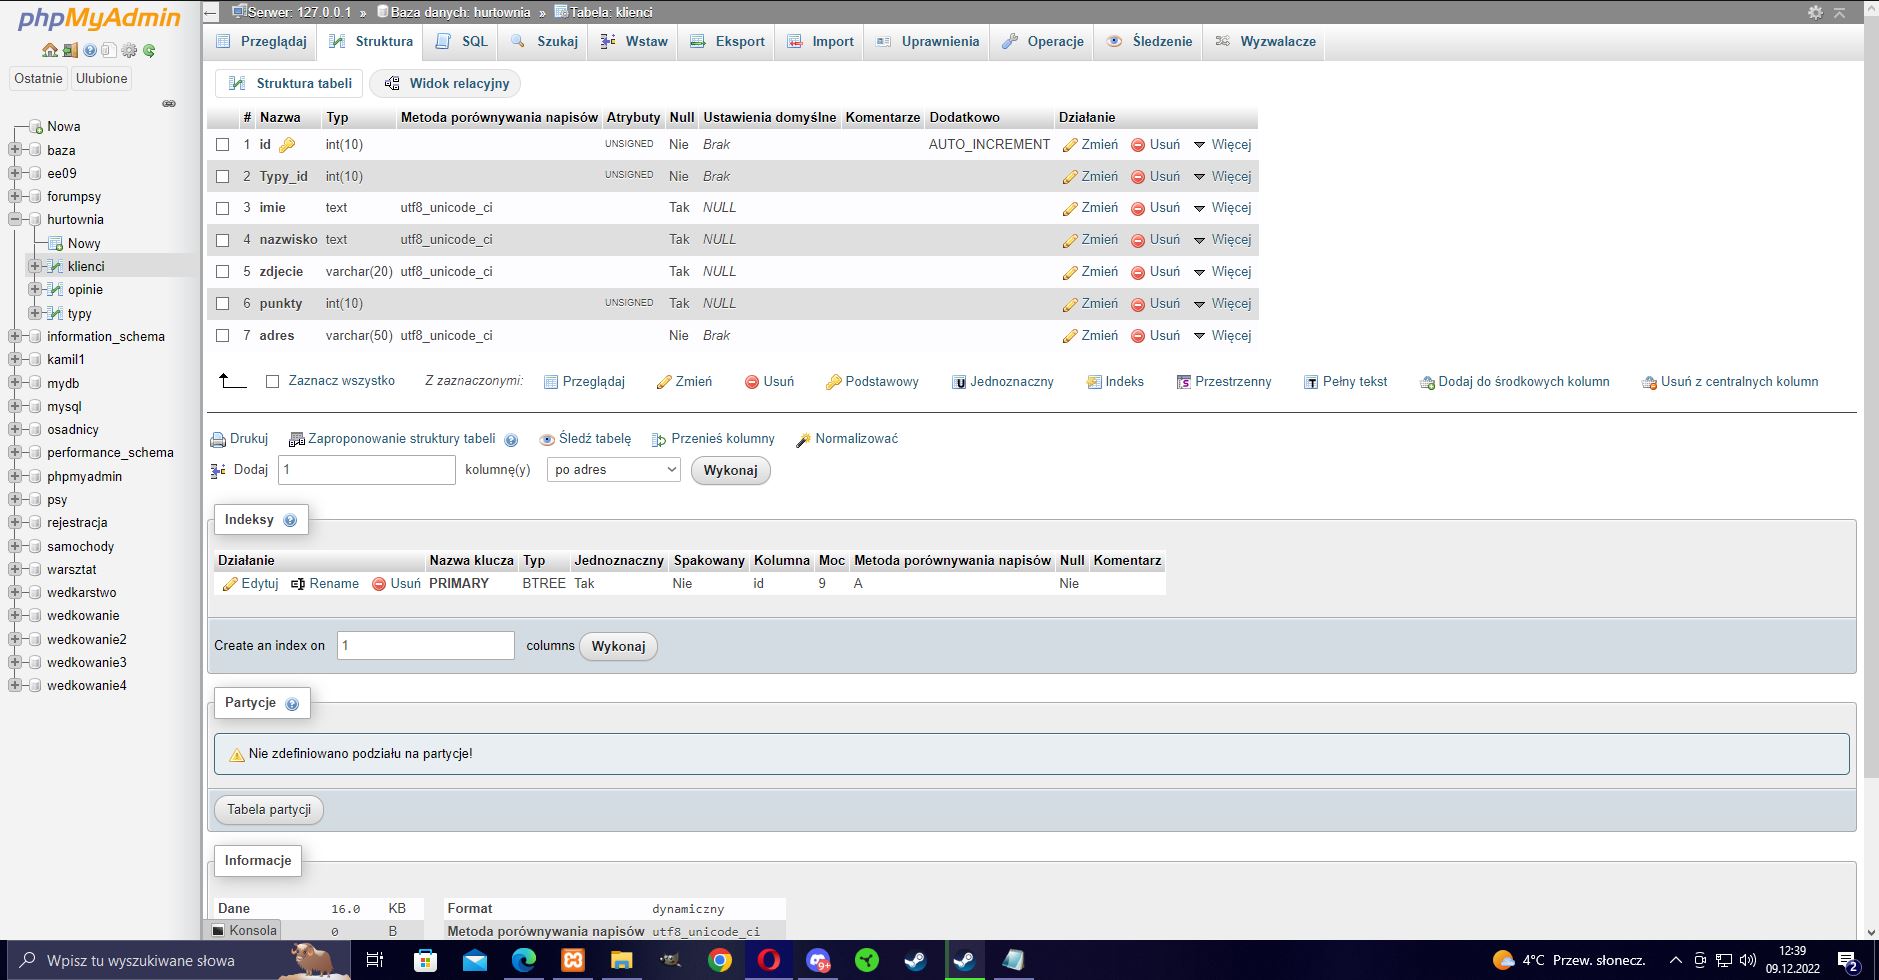 phpMyAdmin
Ostatnie Ulubione
Nowa
baza
ee09
forumpsy
hurtownia
Nowy
klienci
opinie
typy
information_schema
kamil1
mydb
mysql
osadnicy
performance_schema
phpmyadmin
psy
rejestracja
samochody
warsztat
wedkarstwo
wedkowanie
wedkowanie2
wedkowanie3
wedkowanie4
Serwer: 127.0.0.1 » Baza danych: hurtownia » Tabela: klienci
Przeglądaj Struktura SQL Szukaj Wstaw Eksport Import Uprawnienia Operacje Śledzenie Wyzwalacze
Struktura tabeli Widok relacyjny
# Nazwa Typ Metoda porównywania napisów Atrybuty Null Ustawienia domyślne Komentarze Dodatkowo Działanie
1 id int(10) UNSIGNED Nie Brak AUTO_INCREMENT Zmień Usuń Więcej
2 Typy_id int(10) UNSIGNED Nie Brak Zmień Usuń Więcej
3 imie text utf8_unicode_ci Tak NULL Zmień Usuń Więcej
4 nazwisko text utf8_unicode_ci Tak NULL Zmień Usuń Więcej
5 zdjecie varchar(20) utf8_unicode_ci Tak NULL Zmień Usuń Więcej
6 punkty int(10) UNSIGNED Tak NULL Zmień Usuń Więcej
7 adres varchar(50) utf8_unicode_ci Nie Brak Zmień Usuń Więcej
Zaznacz wszystko Z zaznaczonymi: Przeglądaj Zmień Usuń Podstawowy Jednoznaczny Indeks Przestrzenny Pełny tekst Dodaj do środkowych kolumn Usuń z centralnych kolumn
Drukuj Zaproponowanie struktury tabeli Śledź tabelę Przenieś kolumny Normalizować
Dodaj 1 kolumnę(y) po adres Wykonaj
Indeksy
Działanie Nazwa klucza Typ Jednoznaczny Spakowany Kolumna Moc Metoda porównywania napisów Null Komentarz
Edytuj Rename Usuń PRIMARY BTREE Tak Nie id 9 A Nie
Create an index on 1 columns Wykonaj
Partycje
Nie zdefiniowano podziału na partycje!
Tabela partycji
Informacje
Dane 16.0 KB Format dynamiczny
Konsola 0 B Metoda porównywania napisów utf8_unicode_ci
Wpisz tu wyszukiwane słowa
9+
4°C Przew. słonecz.
12:39
09.12.2022
2